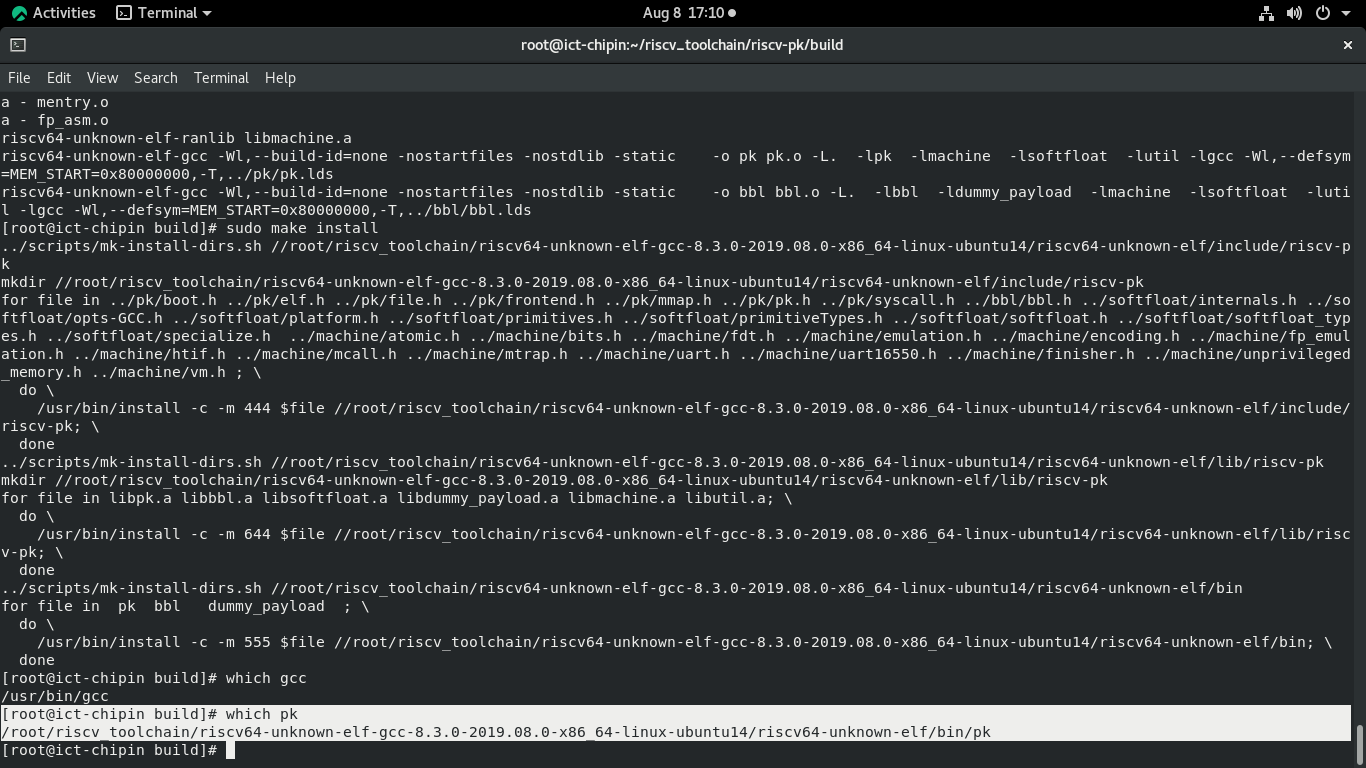 Activities Terminal Aug 8 17:10
root@ict-chipin:~/riscv_toolchain/riscv-pk/build
File Edit View Search Terminal Help
a - mentry.o
a - fp_asm.o
riscv64-unknown-elf-ranlib libmachine.a
riscv64-unknown-elf-gcc -Wl,--build-id=none -nostartfiles -nostdlib -static    -o pk pk.o -L.  -lpk  -lmachine  -lsoftfloat  -lutil -lgcc -Wl,--defsym
=MEM_START=0x80000000,-T,../pk/pk.lds
riscv64-unknown-elf-gcc -Wl,--build-id=none -nostartfiles -nostdlib -static    -o bbl bbl.o -L.  -lbbl  -ldummy_payload  -lmachine  -lsoftfloat  -luti
l -lgcc -Wl,--defsym=MEM_START=0x80000000,-T,../bbl/bbl.lds
[root@ict-chipin build]# sudo make install
../scripts/mk-install-dirs.sh //root/riscv_toolchain/riscv64-unknown-elf-gcc-8.3.0-2019.08.0-x86_64-linux-ubuntu14/riscv64-unknown-elf/include/riscv-p
k
mkdir //root/riscv_toolchain/riscv64-unknown-elf-gcc-8.3.0-2019.08.0-x86_64-linux-ubuntu14/riscv64-unknown-elf/include/riscv-pk
for file in ../pk/boot.h ../pk/elf.h ../pk/file.h ../pk/frontend.h ../pk/mmap.h ../pk/pk.h ../pk/syscall.h ../bbl/bbl.h ../softfloat/internals.h ../so
ftfloat/opts-GCC.h ../softfloat/platform.h ../softfloat/primitives.h ../softfloat/primitiveTypes.h ../softfloat/softfloat.h ../softfloat/softfloat_typ
es.h ../softfloat/specialize.h  ../machine/atomic.h ../machine/bits.h ../machine/fdt.h ../machine/emulation.h ../machine/encoding.h ../machine/fp_emul
ation.h ../machine/htif.h ../machine/mcall.h ../machine/mtrap.h ../machine/uart.h ../machine/uart16550.h ../machine/finisher.h ../machine/unprivileged
_memory.h ../machine/vm.h ; \
  do \
    /usr/bin/install -c -m 444 $file //root/riscv_toolchain/riscv64-unknown-elf-gcc-8.3.0-2019.08.0-x86_64-linux-ubuntu14/riscv64-unknown-elf/include/
riscv-pk; \
  done
../scripts/mk-install-dirs.sh //root/riscv_toolchain/riscv64-unknown-elf-gcc-8.3.0-2019.08.0-x86_64-linux-ubuntu14/riscv64-unknown-elf/lib/riscv-pk
mkdir //root/riscv_toolchain/riscv64-unknown-elf-gcc-8.3.0-2019.08.0-x86_64-linux-ubuntu14/riscv64-unknown-elf/lib/riscv-pk
for file in libpk.a libbbl.a libsoftfloat.a libdummy_payload.a libmachine.a libutil.a; \
  do \
    /usr/bin/install -c -m 644 $file //root/riscv_toolchain/riscv64-unknown-elf-gcc-8.3.0-2019.08.0-x86_64-linux-ubuntu14/riscv64-unknown-elf/lib/risc
v-pk; \
  done
../scripts/mk-install-dirs.sh //root/riscv_toolchain/riscv64-unknown-elf-gcc-8.3.0-2019.08.0-x86_64-linux-ubuntu14/riscv64-unknown-elf/bin
for file in  pk  bbl   dummy_payload  ; \
  do \
    /usr/bin/install -c -m 555 $file //root/riscv_toolchain/riscv64-unknown-elf-gcc-8.3.0-2019.08.0-x86_64-linux-ubuntu14/riscv64-unknown-elf/bin; \
  done
[root@ict-chipin build]# which gcc
/usr/bin/gcc
[root@ict-chipin build]# which pk
/root/riscv_toolchain/riscv64-unknown-elf-gcc-8.3.0-2019.08.0-x86_64-linux-ubuntu14/riscv64-unknown-elf/bin/pk
[root@ict-chipin build]#